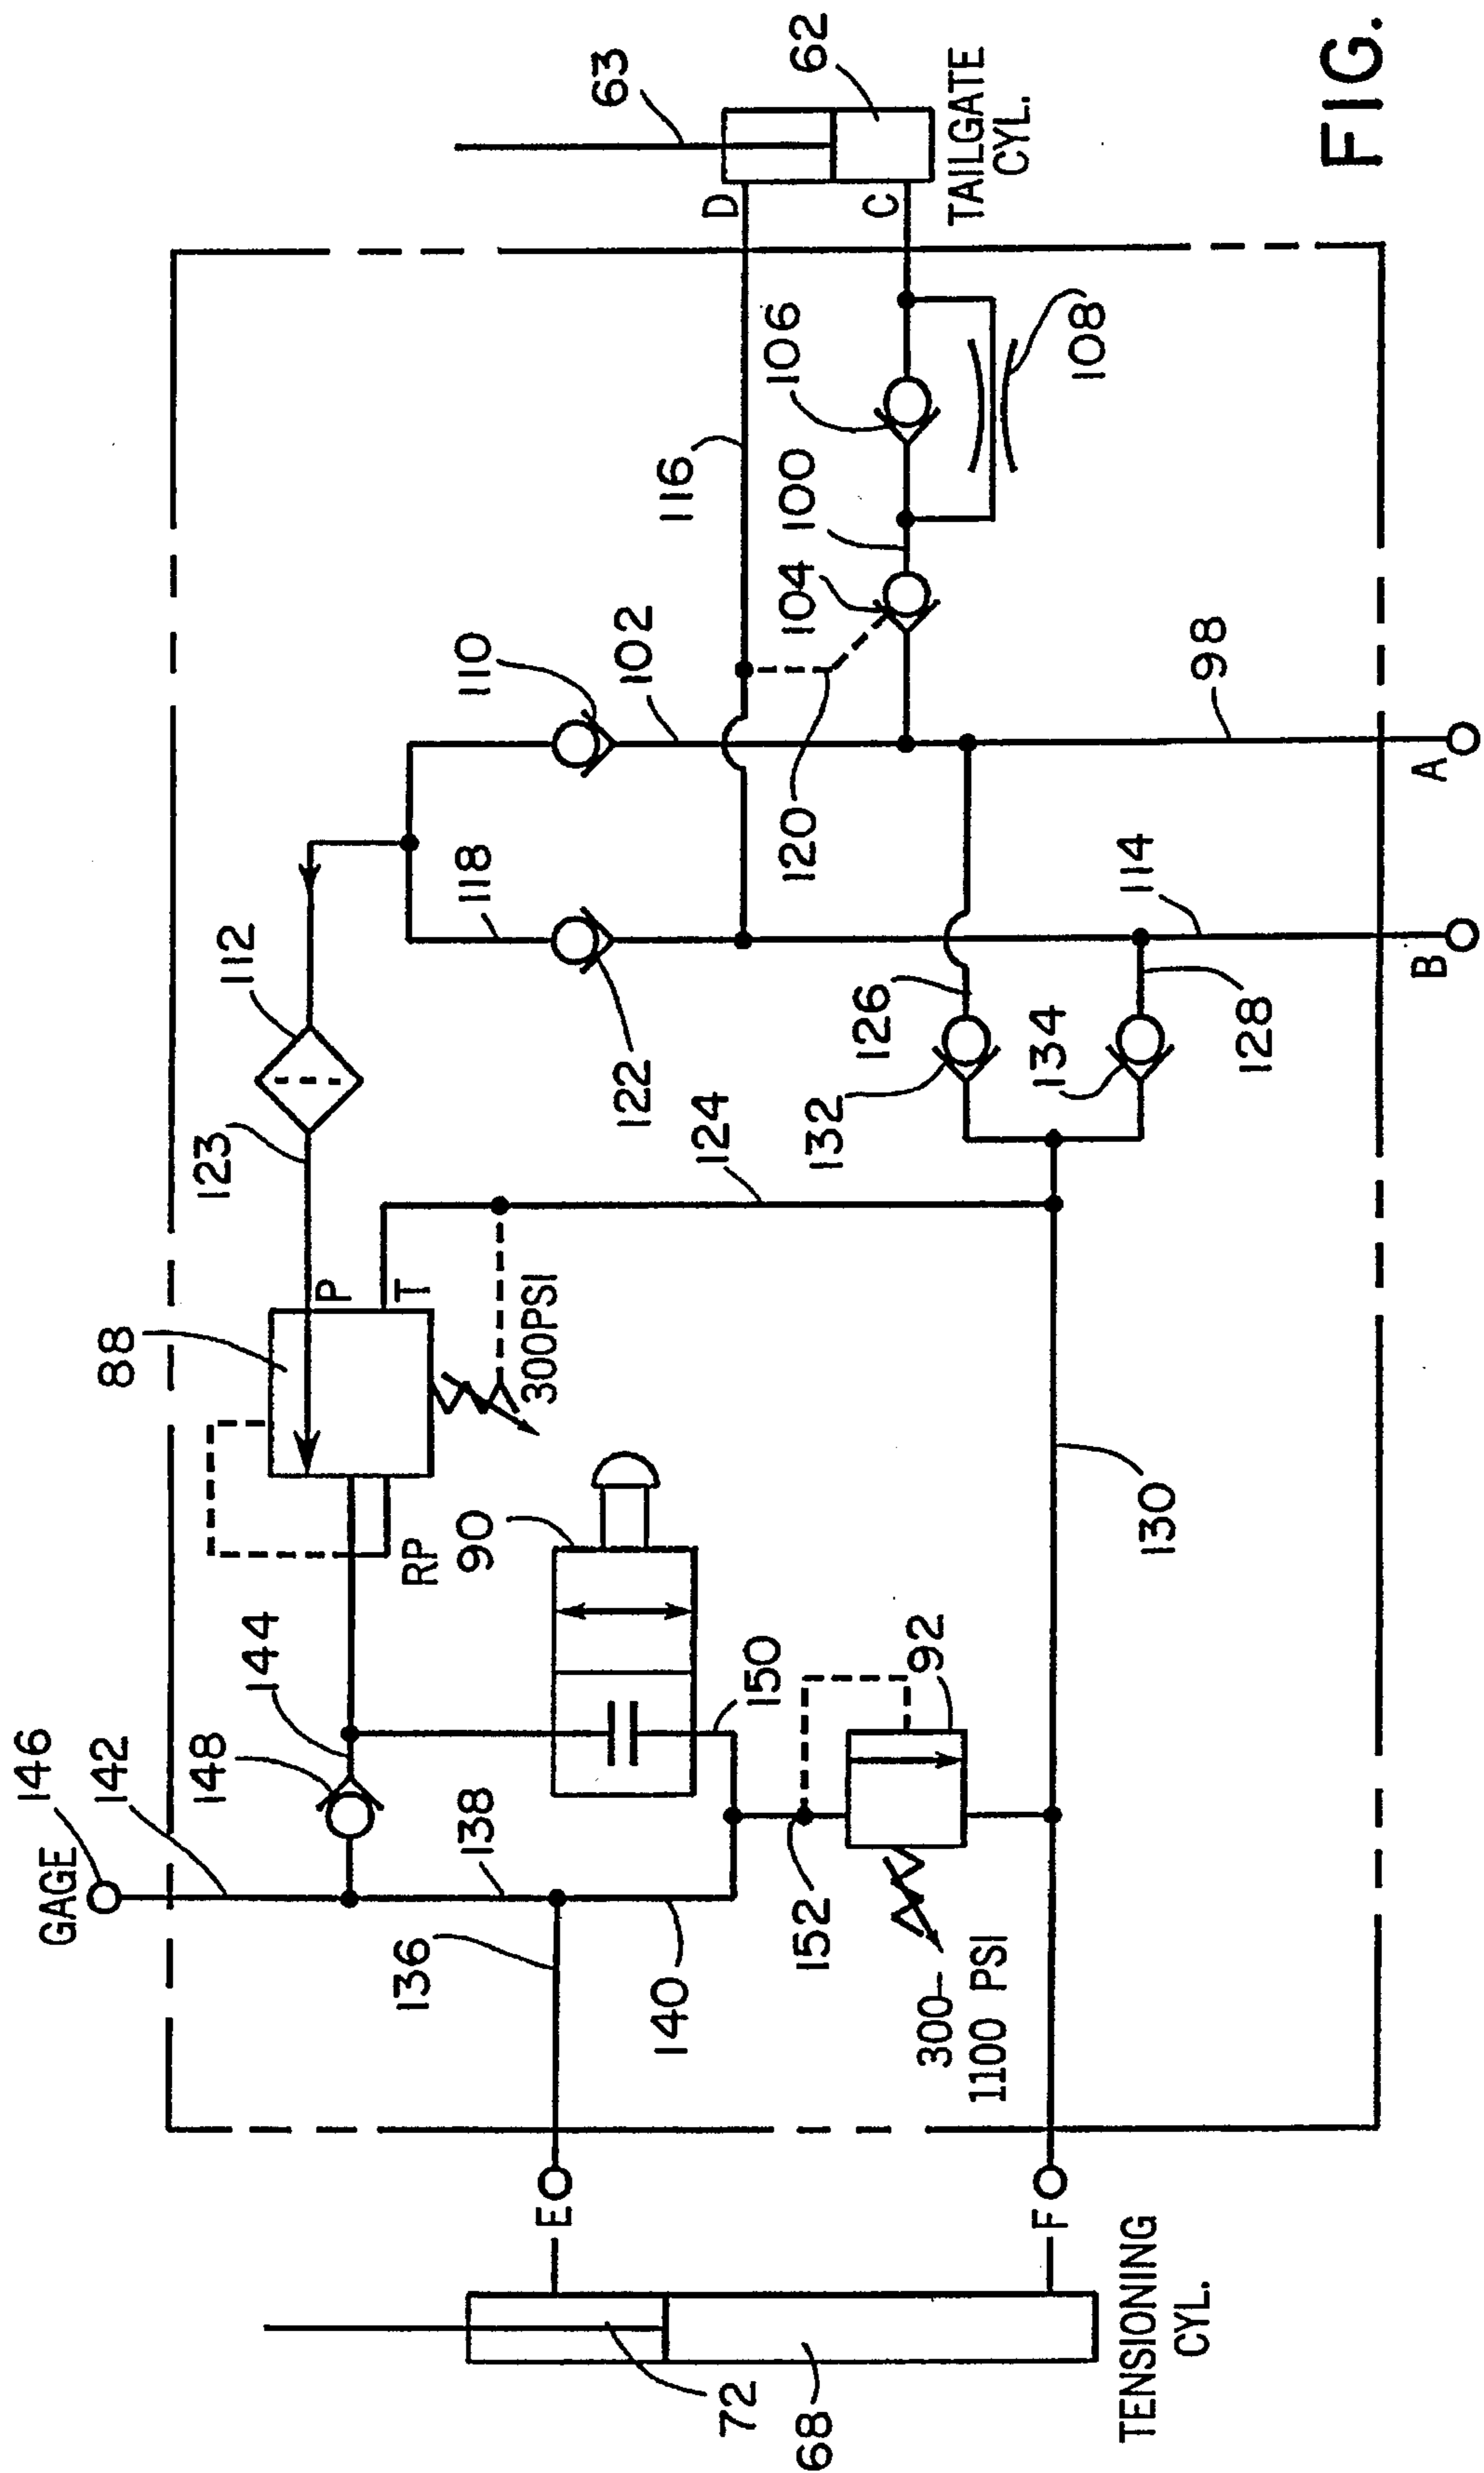 GAGE
146
142
144
148
88
P
T
RP
123
112
300PSI
90
138
136
140
150
152
92
300–
1100 PSI
130
124
118
122
110
102
116
120
104
100
106
108
126
132
134
128
114
98
A
B
D
C
63
62
TAILGATE
CYL.
E
F
72
68
TENSIONING
CYL.
FIG.